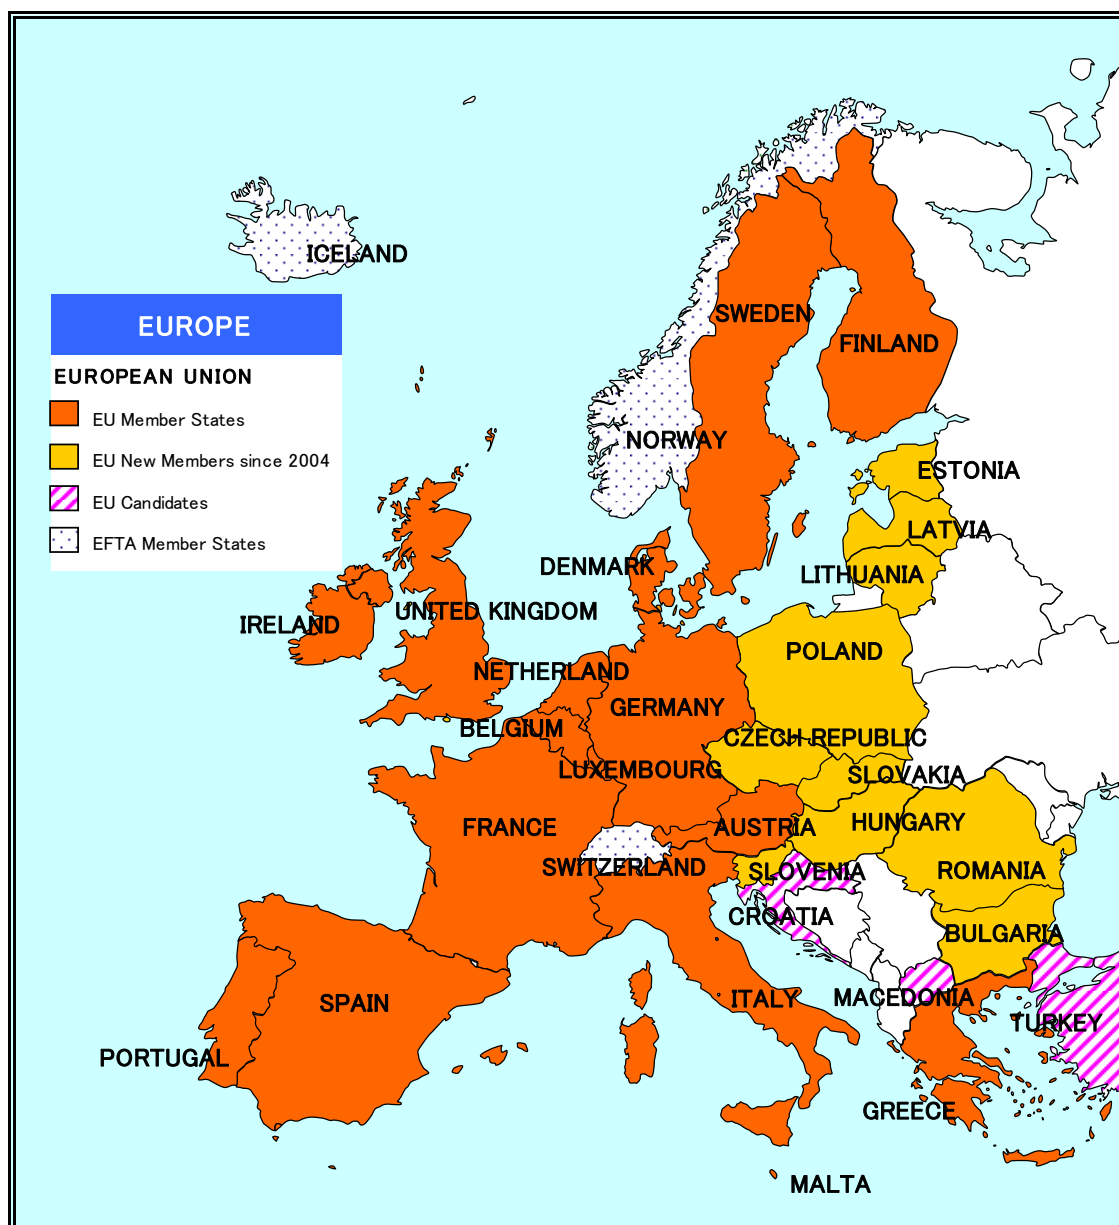 ICELAND
EUROPE
EUROPEAN UNION
EU Member States
EU New Members since 2004
EU Candidates
EFTA Member States
SWEDEN
FINLAND
NORWAY
ESTONIA
LATVIA
DENMARK
LITHUANIA
UNITED KINGDOM
IRELAND
POLAND
NETHERLAND
GERMANY
BELGIUM
CZECH REPUBLIC
LUXEMBOURG
SLOVAKIA
FRANCE
AUSTRIA
HUNGARY
SWITZERLAND
SLOVENIA
ROMANIA
CROATIA
BULGARIA
SPAIN
ITALY
MACEDONIA
TURKEY
PORTUGAL
GREECE
MALTA